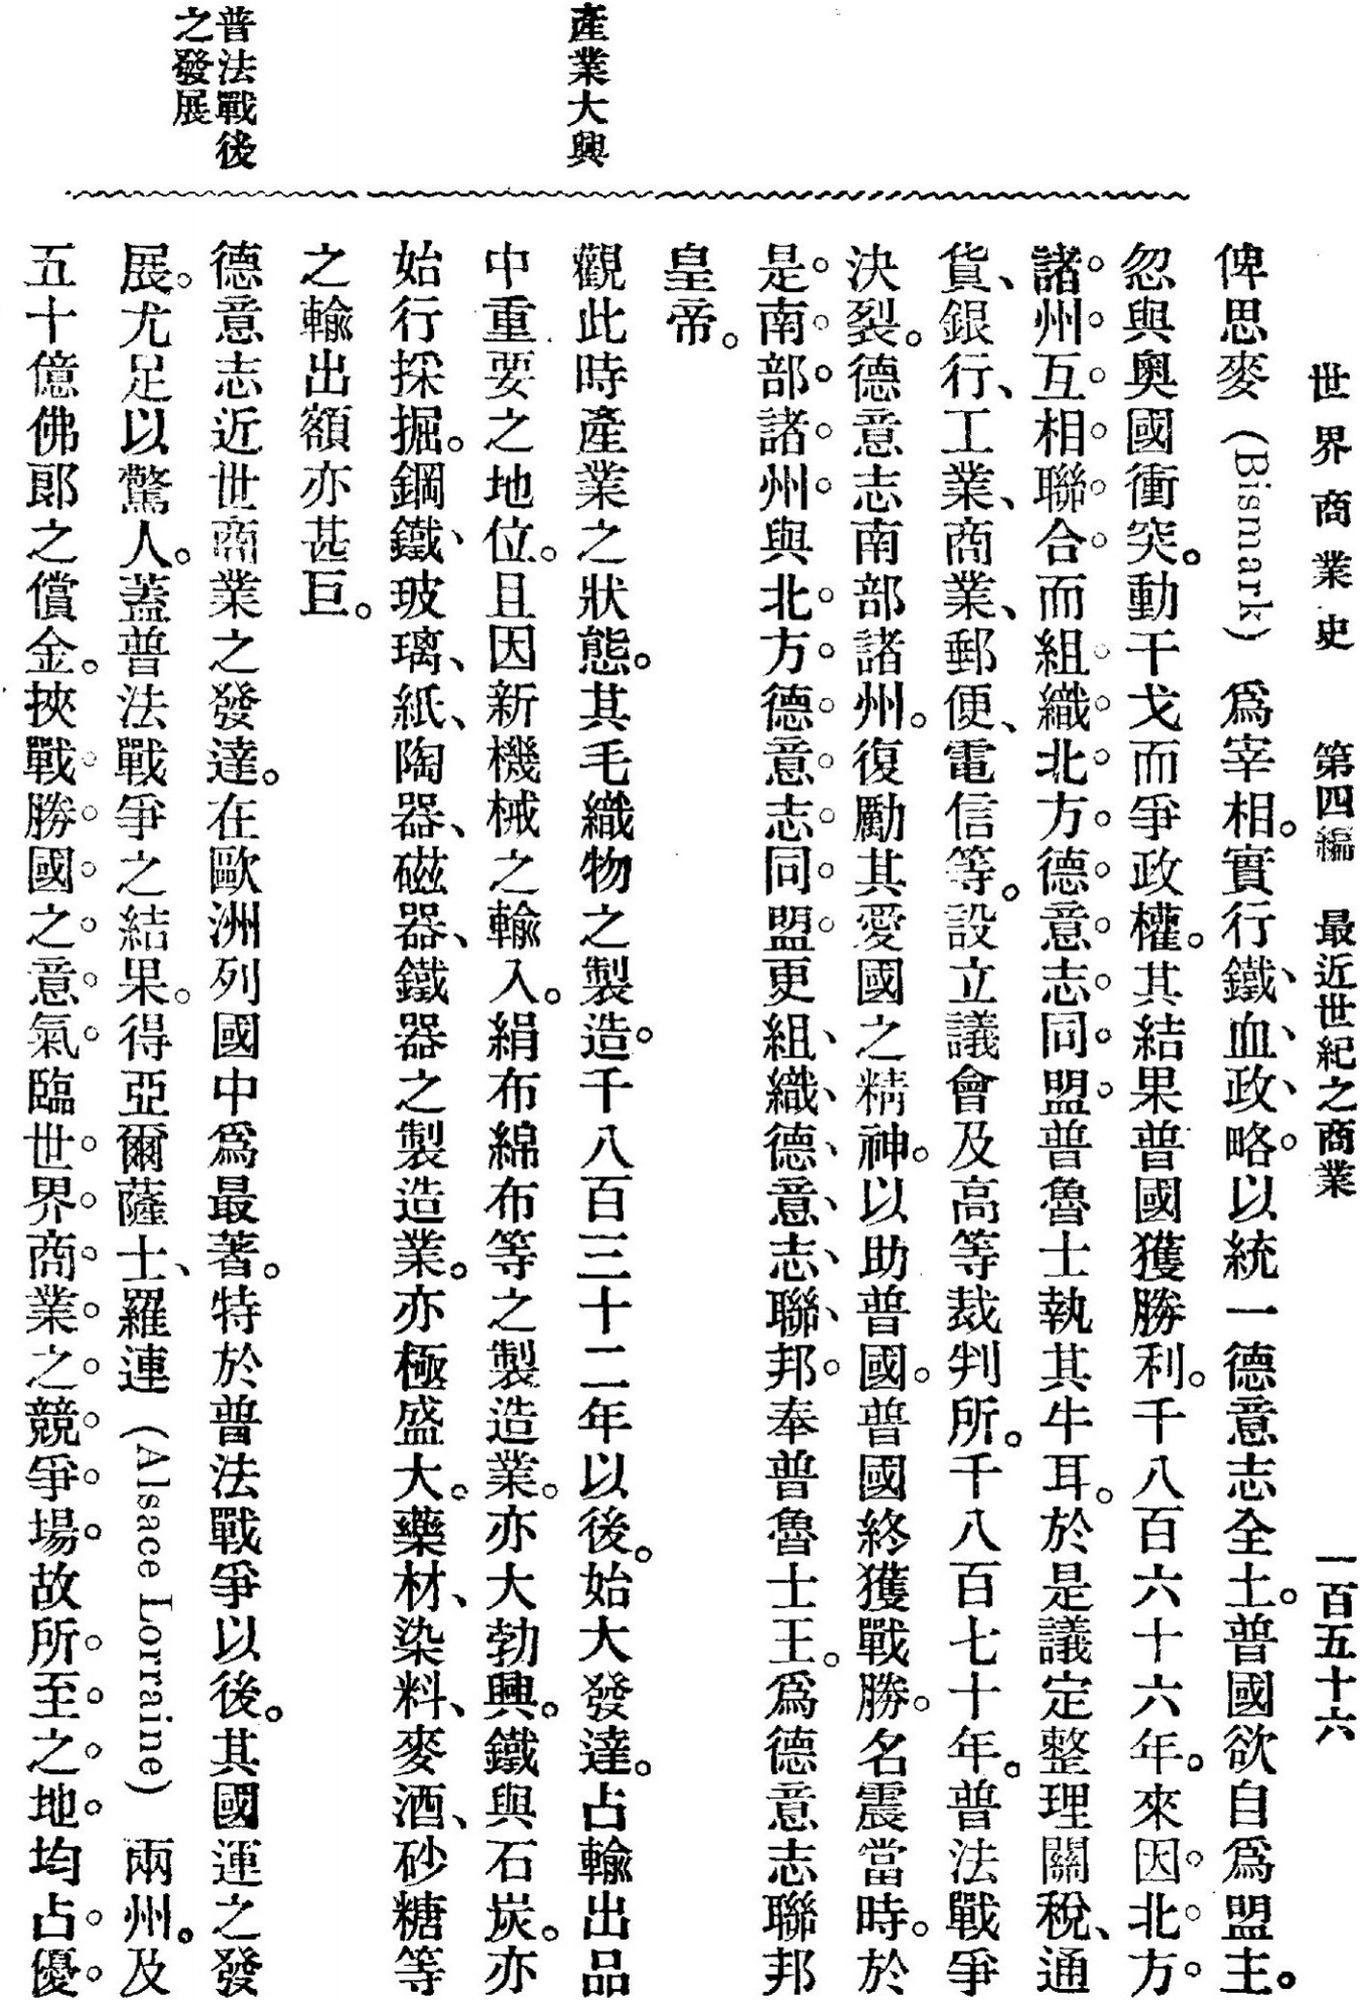 世界商業史　第四編　最近世紀之商業　一百五十六
俾思麥（Bismark）爲宰相。實行鐵、血、政、略。以統一德意志全土。普國欲自爲盟主。
忽與奧國衝突。動干戈而爭政權。其結果普國獲勝利。千八百六十六年。來因北方
諸州互相聯合而組織北方德意志同盟普魯士執其牛耳。於是議定整理關稅、通
貨、銀行、工業、商業、郵便、電信等。設立議會及高等裁判所。千八百七十年。普法戰爭
決裂。德意志南部諸州。復勵其愛國之精神。以助普國。普國終獲戰勝。名震當時。於
是南部諸州與北方德意志同盟更組、織、德、意、志、聯、邦。奉普魯士王。爲德意志聯邦
皇帝。
產業大興
觀此時產業之狀態。其毛織物之製造。千八百三十二年以後。始大發達。占輸出品
中重要之地位。且因新機械之輸入。絹布綿布等之製造業。亦大勃興。鐵與石炭。亦
始行採掘。鋼鐵、玻璃、紙、陶器、磁器、鐵器之製造業。亦極盛大。藥材、染料、麥酒、砂糖等
之輸出額亦甚巨。
普法戰後
之發展
德意志近世商業之發達。在歐洲列國中爲最著。特於普法戰爭以後。其國運之發
展。尤足以驚人。蓋普法戰爭之結果。得亞爾薩士、羅連（Alsace Lorraine）兩州。及
五十億佛郎之償金。挾戰勝國之意氣。臨世界商業之競爭場。故所至之地。均占優